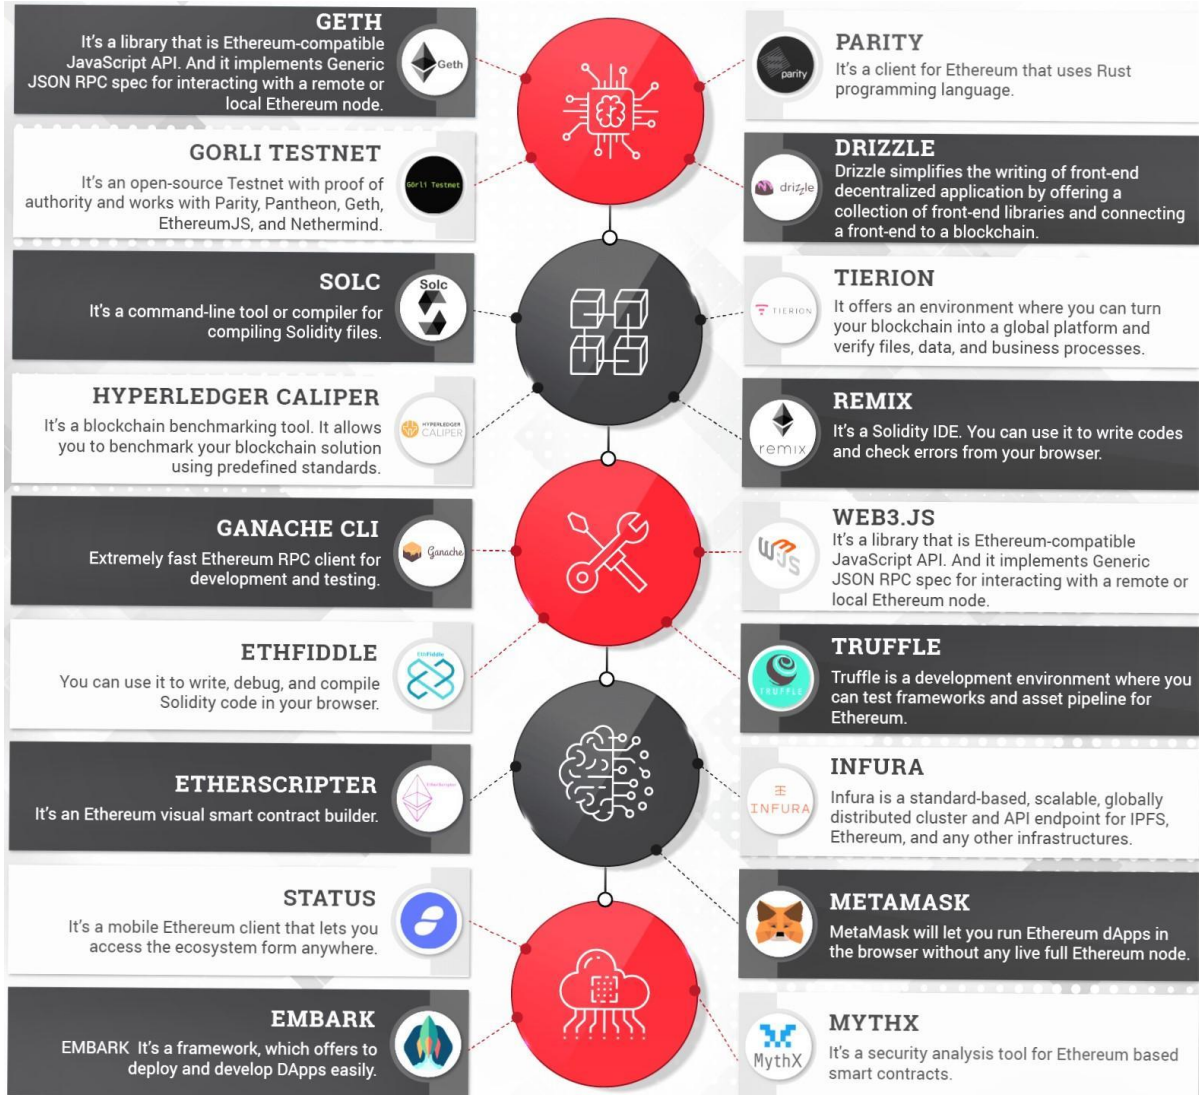 GETH
It's a library that is Ethereum-compatible
JavaScript API. And it implements Generic
JSON RPC spec for interacting with a remote or
local Ethereum node.
Geth
GORLI TESTNET
It's an open-source Testnet with proof of
authority and works with Parity, Pantheon, Geth,
EthereumJS, and Nethermind.
Görli Testnet
SOLC
It's a command-line tool or compiler for
compiling Solidity files.
Solc
HYPERLEDGER CALIPER
It's a blockchain benchmarking tool. It allows
you to benchmark your blockchain solution
using predefined standards.
HYPERLEDGER
CALIPER
GANACHE CLI
Extremely fast Ethereum RPC client for
development and testing.
Ganache
ETHFIDDLE
You can use it to write, debug, and compile
Solidity code in your browser.
EthFiddle
ETHERSCRIPTER
It's an Ethereum visual smart contract builder.
STATUS
It's a mobile Ethereum client that lets you
access the ecosystem form anywhere.
EMBARK
EMBARK It's a framework, which offers to
deploy and develop DApps easily.
PARITY
It's a client for Ethereum that uses Rust
programming language.
parity
DRIZZLE
Drizzle simplifies the writing of front-end
decentralized application by offering a
collection of front-end libraries and connecting
a front-end to a blockchain.
drizzle
TIERION
It offers an environment where you can turn
your blockchain into a global platform and
verify files, data, and business processes.
TIERION
REMIX
It's a Solidity IDE. You can use it to write codes
and check errors from your browser.
remix
WEB3.JS
It's a library that is Ethereum-compatible
JavaScript API. And it implements Generic
JSON RPC spec for interacting with a remote or
local Ethereum node.
W3JS
TRUFFLE
Truffle is a development environment where you
can test frameworks and asset pipeline for
Ethereum.
TRUFFLE
INFURA
Infura is a standard-based, scalable, globally
distributed cluster and API endpoint for IPFS,
Ethereum, and any other infrastructures.
INFURA
METAMASK
MetaMask will let you run Ethereum dApps in
the browser without any live full Ethereum node.
MYTHX
It's a security analysis tool for Ethereum based
smart contracts.
MythX